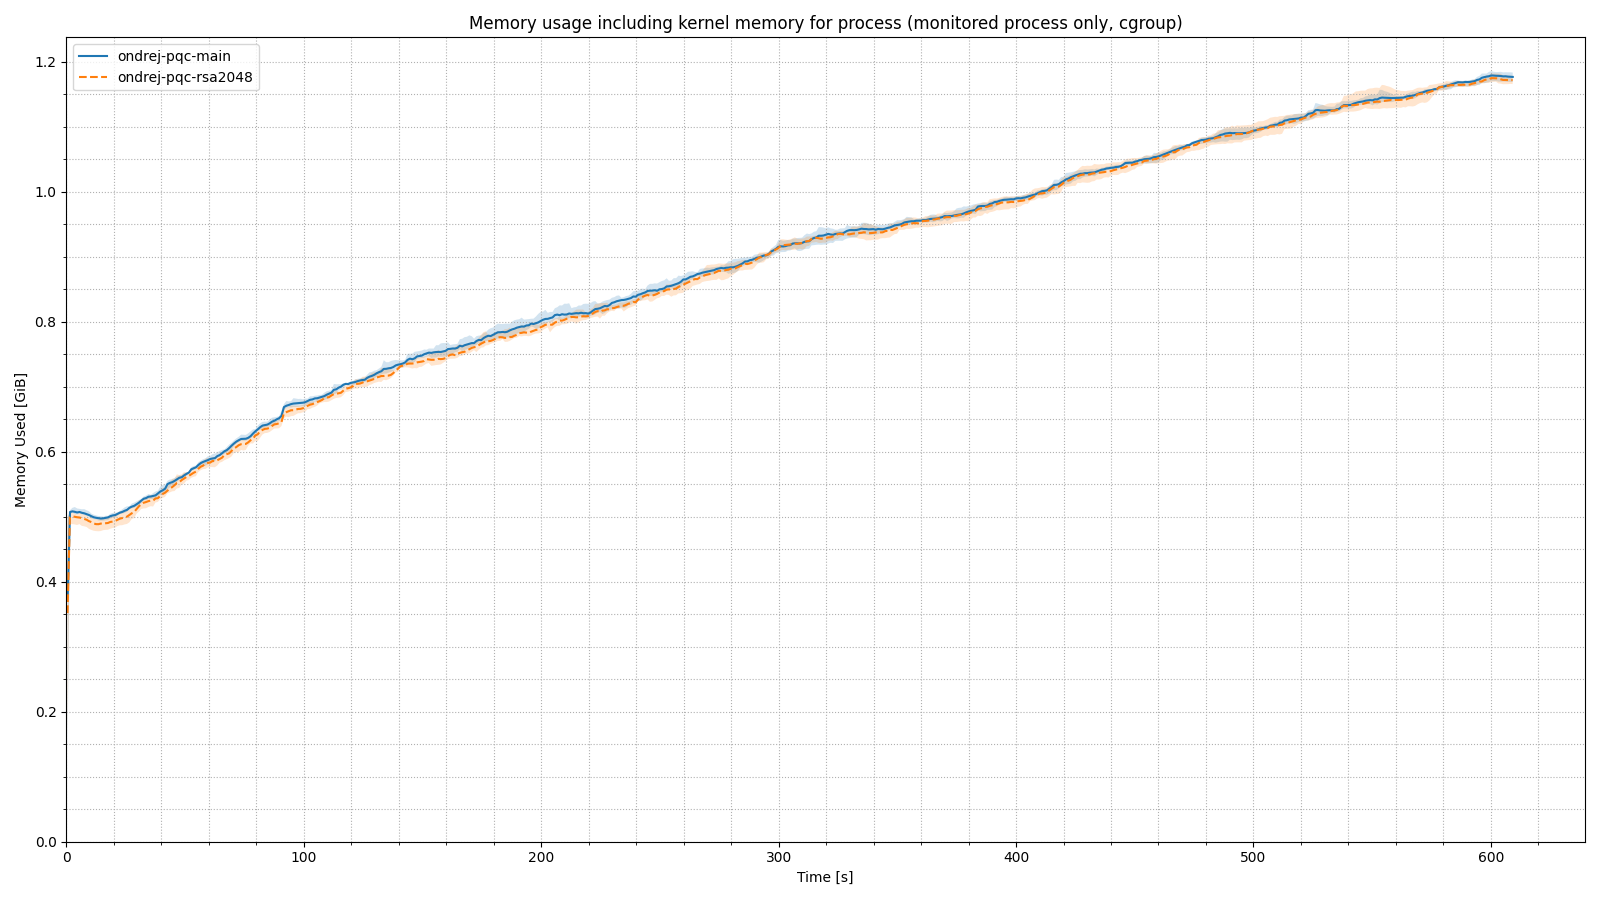 Memory usage including kernel memory for process (monitored process only, cgroup)
ondrej-pqc-main
ondrej-pqc-rsa2048
Memory Used [GiB]
1.2
1.0
0.8
0.6
0.4
0.2
0.0
0 100 200 300 400 500 600
Time [s]